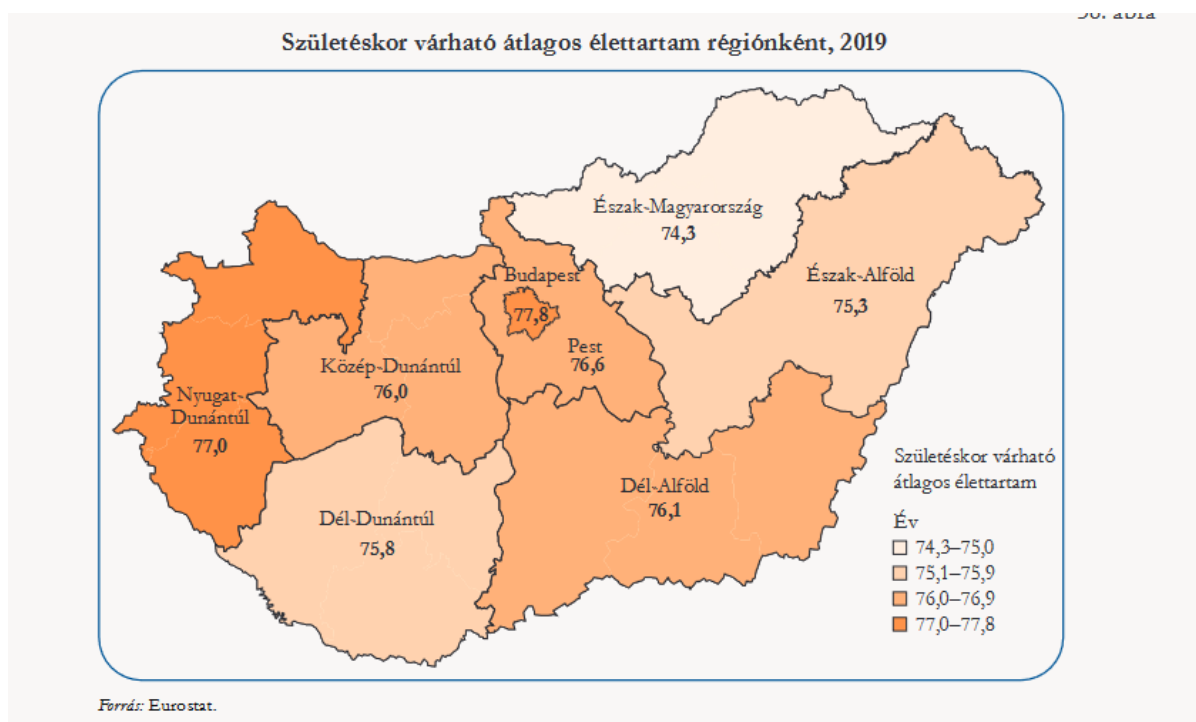 Születéskor várható átlagos élettartam régiónként, 2019
Észak-Magyarország
74,3
Budapest
77,8
Észak-Alföld
75,3
Pest
76,6
Közép-Dunántúl
76,0
Nyugat-
Dunántúl
77,0
Dél-Alföld
76,1
Dél-Dunántúl
75,8
Születéskor várható
átlagos élettartam
Év
74,3–75,0
75,1–75,9
76,0–76,9
77,0–77,8
Forrás: Eurostat.